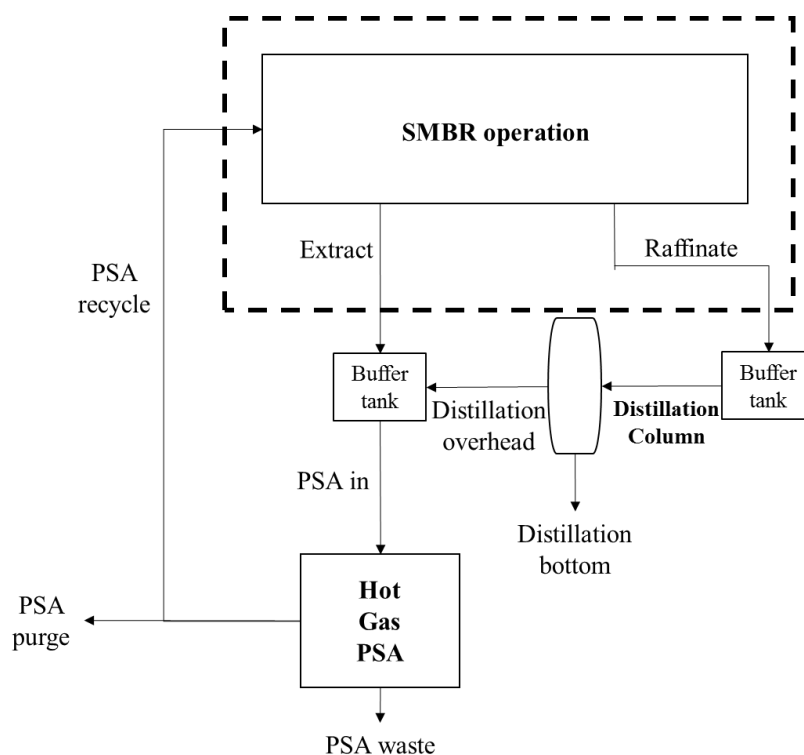 SMBR operation
Extract
Raffinate
PSA
recycle
Buffer
tank
Distillation
overhead
Distillation
Column
Buffer
tank
PSA in
Distillation
bottom
Hot
Gas
PSA
PSA
purge
PSA waste